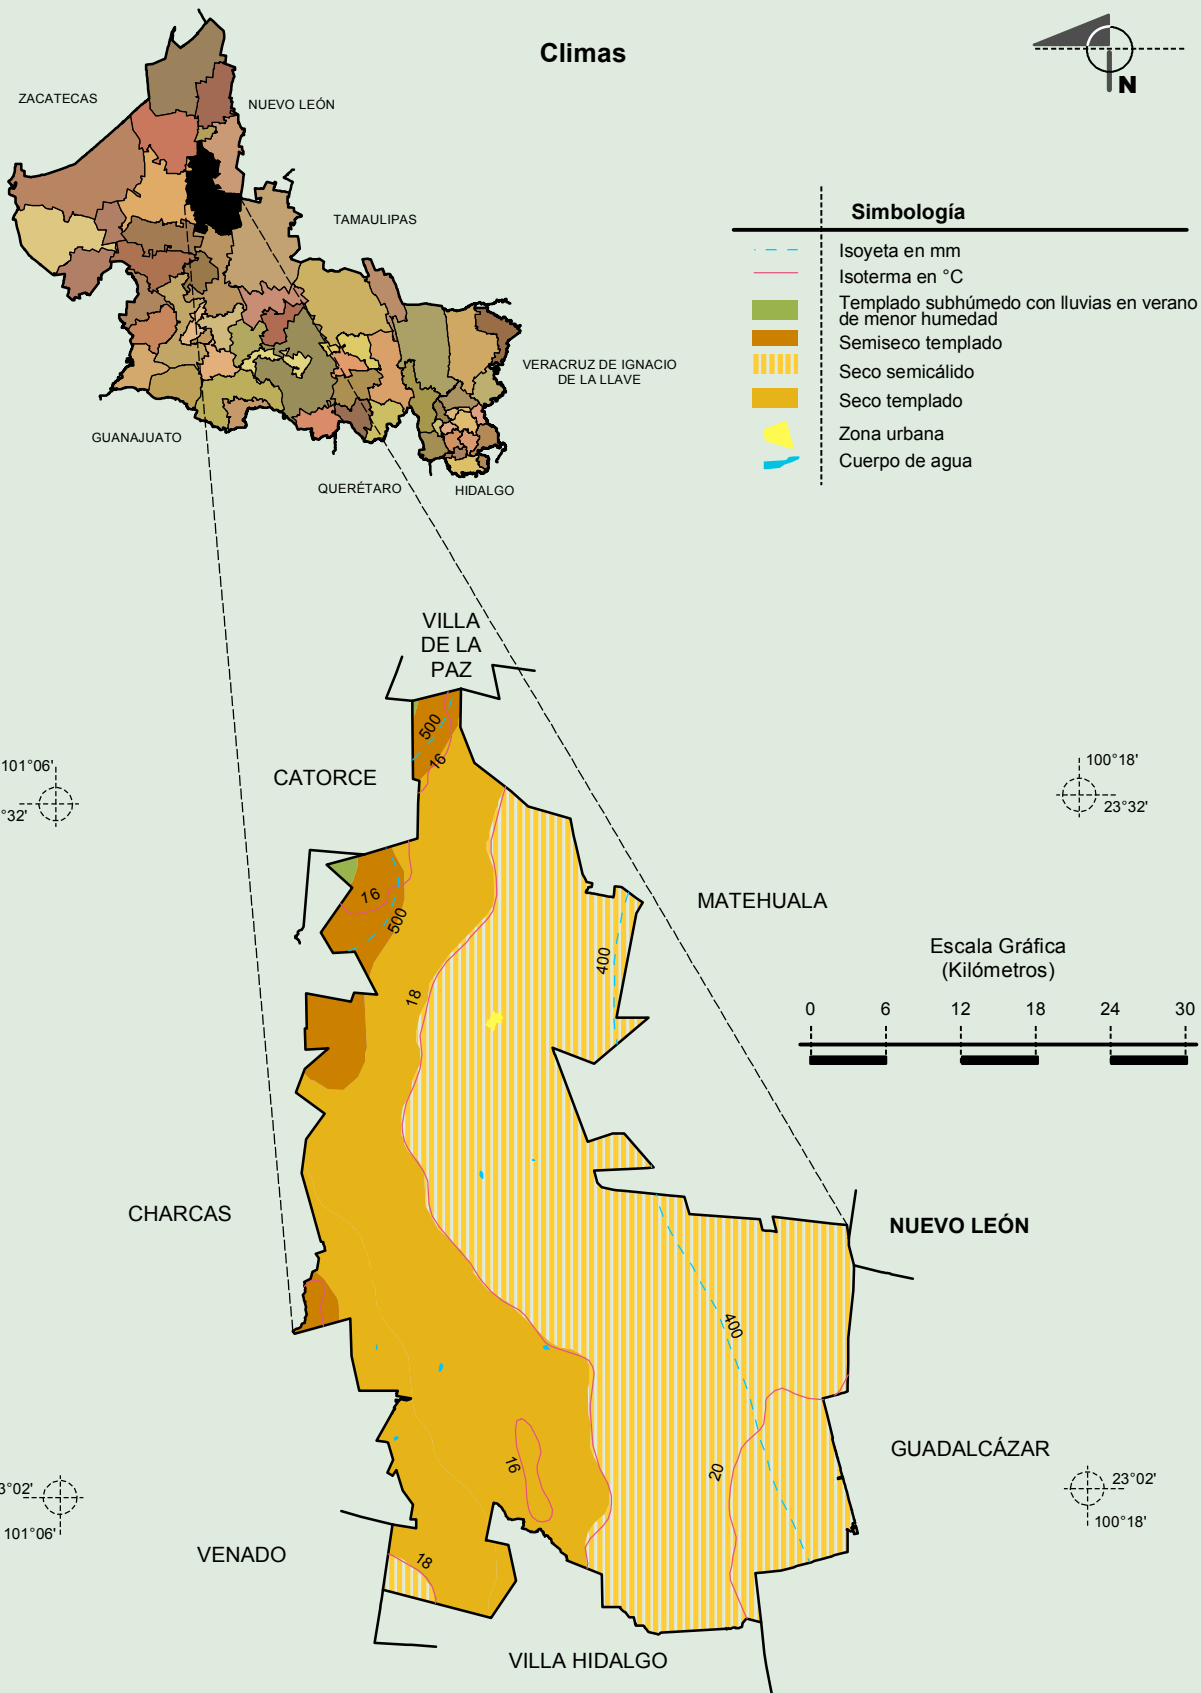 Climas
N
ZACATECAS
NUEVO LEÓN
TAMAULIPAS
VERACRUZ DE IGNACIO
DE LA LLAVE
GUANAJUATO
QUERÉTARO
HIDALGO
Simbología
Isoyeta en mm
Isoterma en °C
Templado subhúmedo con lluvias en verano
de menor humedad
Semiseco templado
Seco semicálido
Seco templado
Zona urbana
Cuerpo de agua
VILLA
DE LA
PAZ
500
16
CATORCE
101°06'
°32'
100°18'
23°32'
16
500
MATEHUALA
400
18
Escala Gráfica
(Kilómetros)
0 6 12 18 24 30
CHARCAS
NUEVO LEÓN
400
GUADALCÁZAR
16
20
3°02'
101°06'
23°02'
100°18'
VENADO
18
VILLA HIDALGO